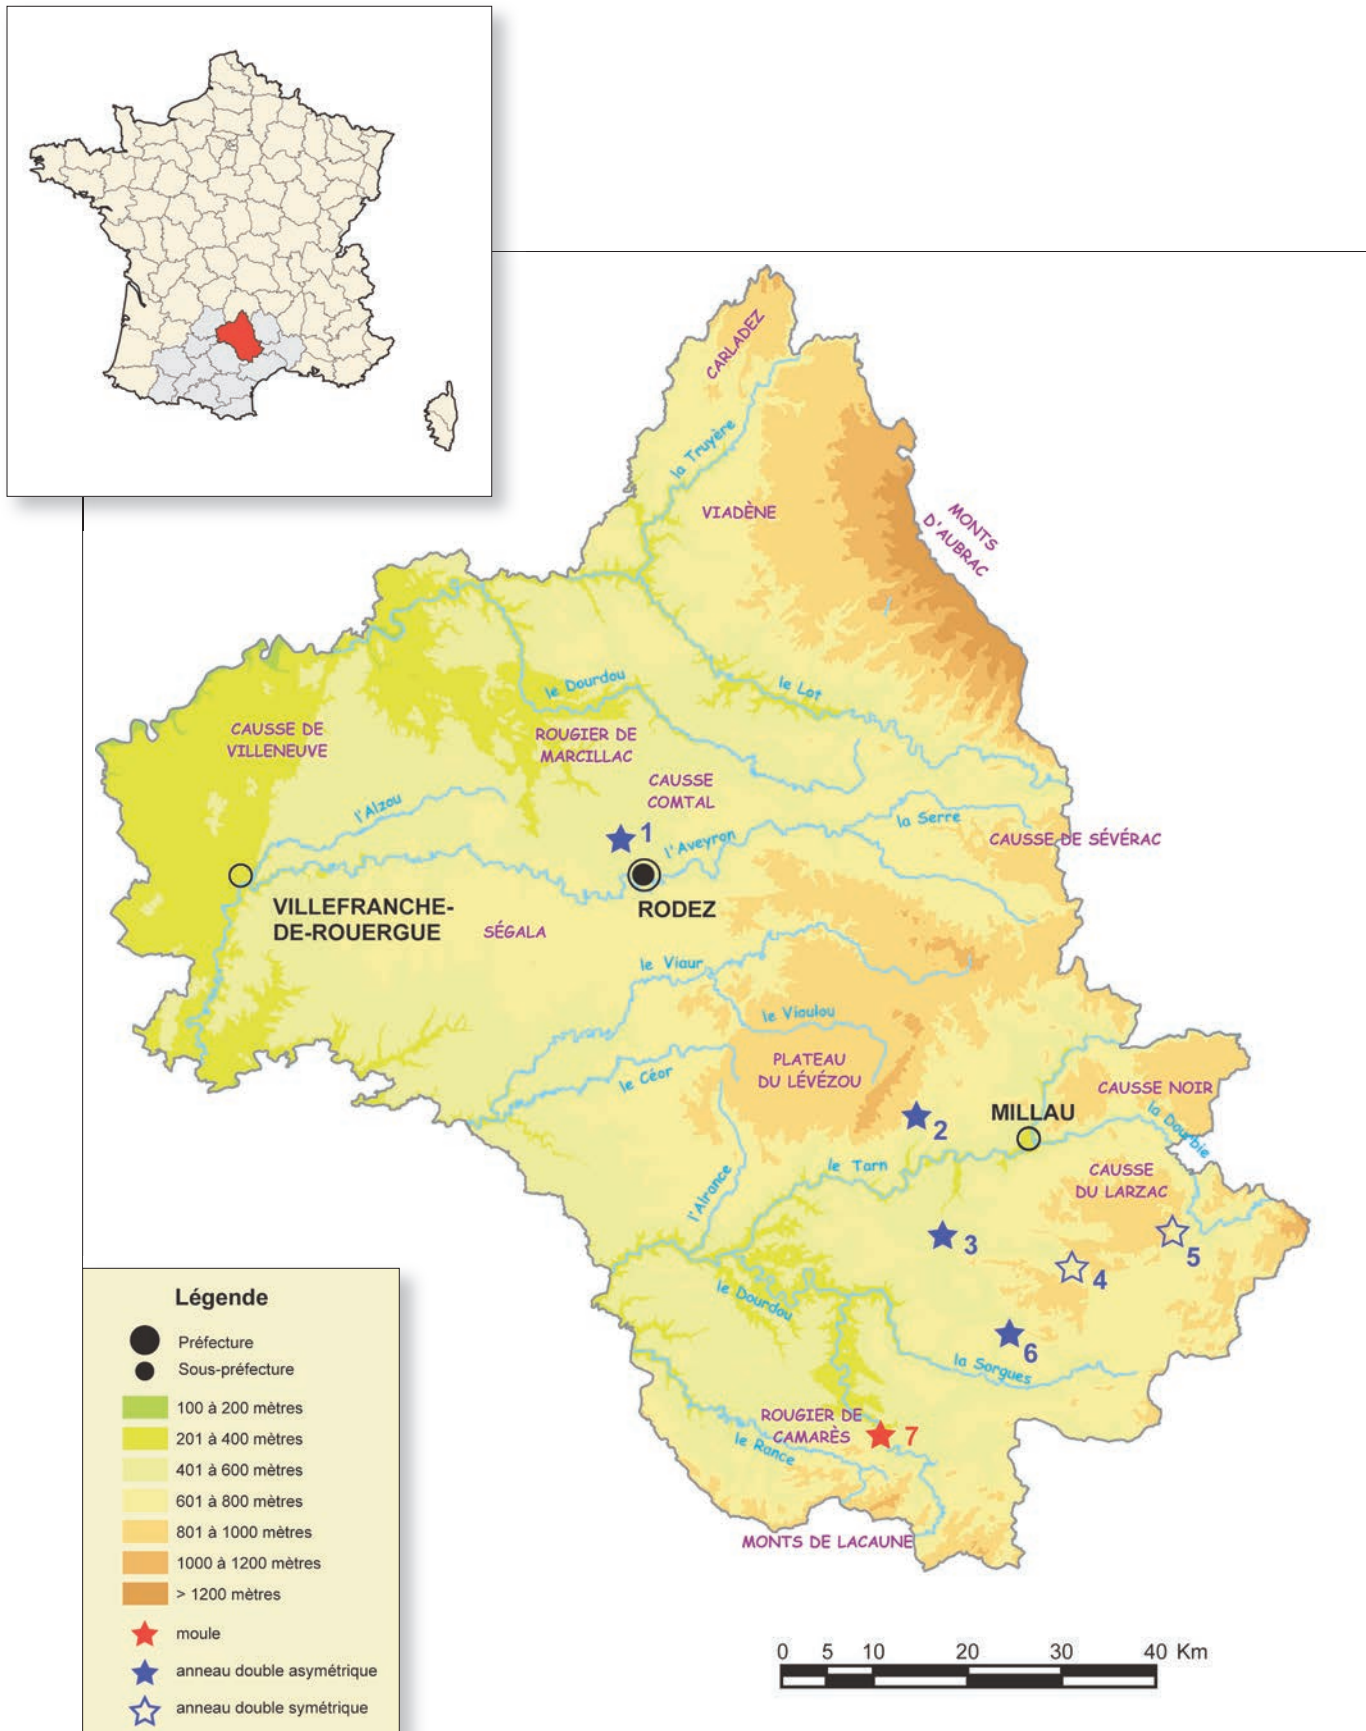 CARLADEZ
la Truyère
VIADÈNE
MONTS
D'AUBRAC
le Dourdou
le Lot
CAUSSE DE
VILLENEUVE
ROUGIER DE
MARCILLAC
CAUSSE
COMTAL
l'Alzou
1
l'Aveyron
la Serre
CAUSSE DE SÉVÉRAC
VILLEFRANCHE-
DE-ROUERGUE
RODEZ
SÉGALA
le Viaur
le Vioulou
PLATEAU
DU LÉVÉZOU
le Céor
CAUSSE NOIR
MILLAU
la Dourbie
2
le Tarn
CAUSSE
DU LARZAC
l'Alrance
3
5
4
le Dourdou
6
la Sorgues
ROUGIER DE
CAMARÈS
7
le Rance
MONTS DE LACAUNE
Légende
Préfecture
Sous-préfecture
100 à 200 mètres
201 à 400 mètres
401 à 600 mètres
601 à 800 mètres
801 à 1000 mètres
1000 à 1200 mètres
> 1200 mètres
moule
anneau double asymétrique
anneau double symétrique
0 5 10 20 30 40 Km